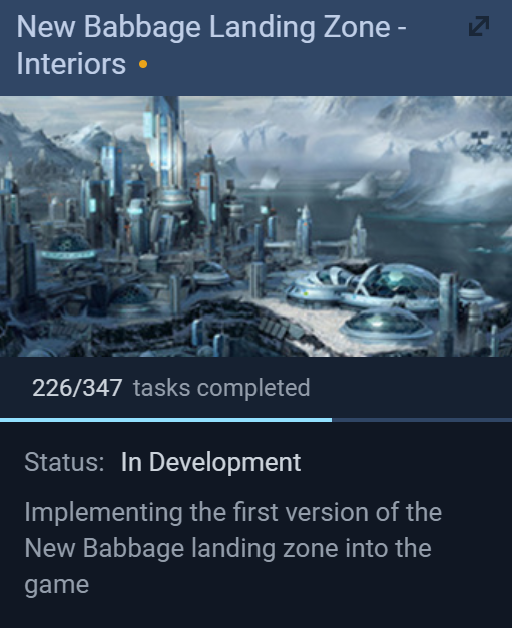 New Babbage Landing Zone -
Interiors
226/347 tasks completed
Status: In Development
Implementing the first version of the
New Babbage landing zone into the
game